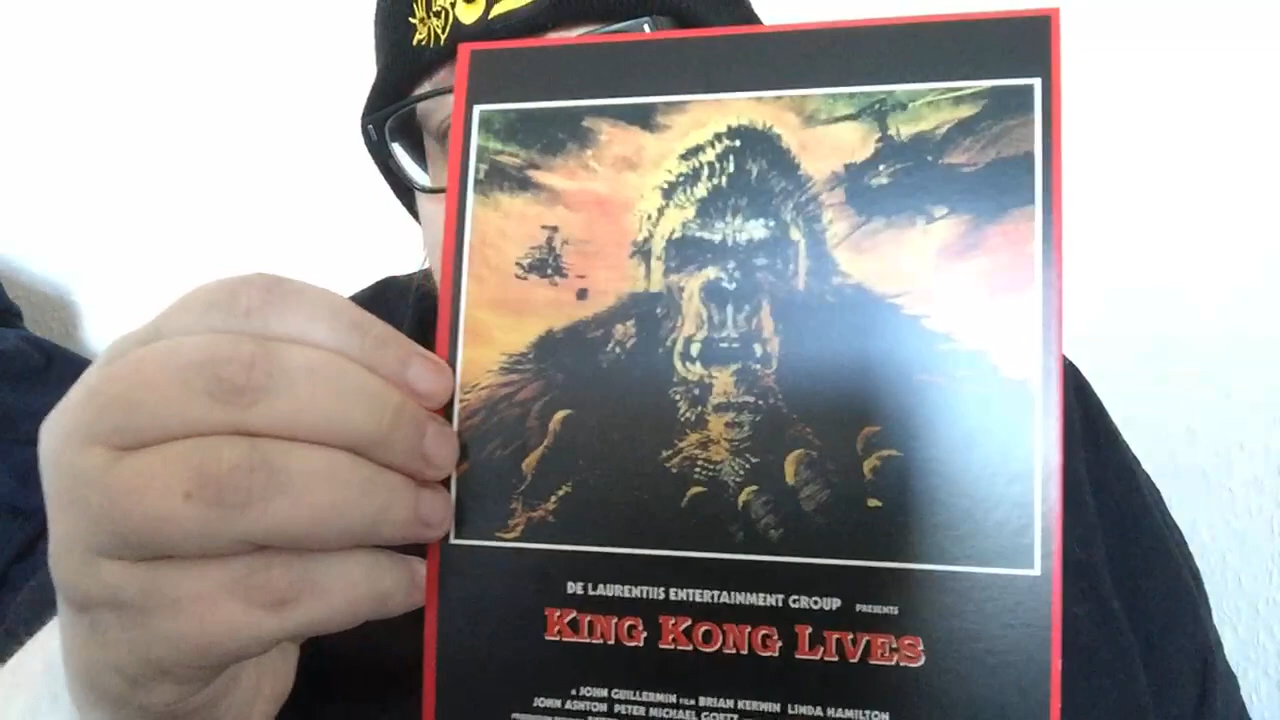 DE LAURENTIIS ENTERTAINMENT GROUP PRESENTS
KING KONG LIVES
A JOHN GUILLERMIN FILM BRIAN KERWIN LINDA HAMILTON
JOHN ASHTON PETER MICHAEL GOETZ